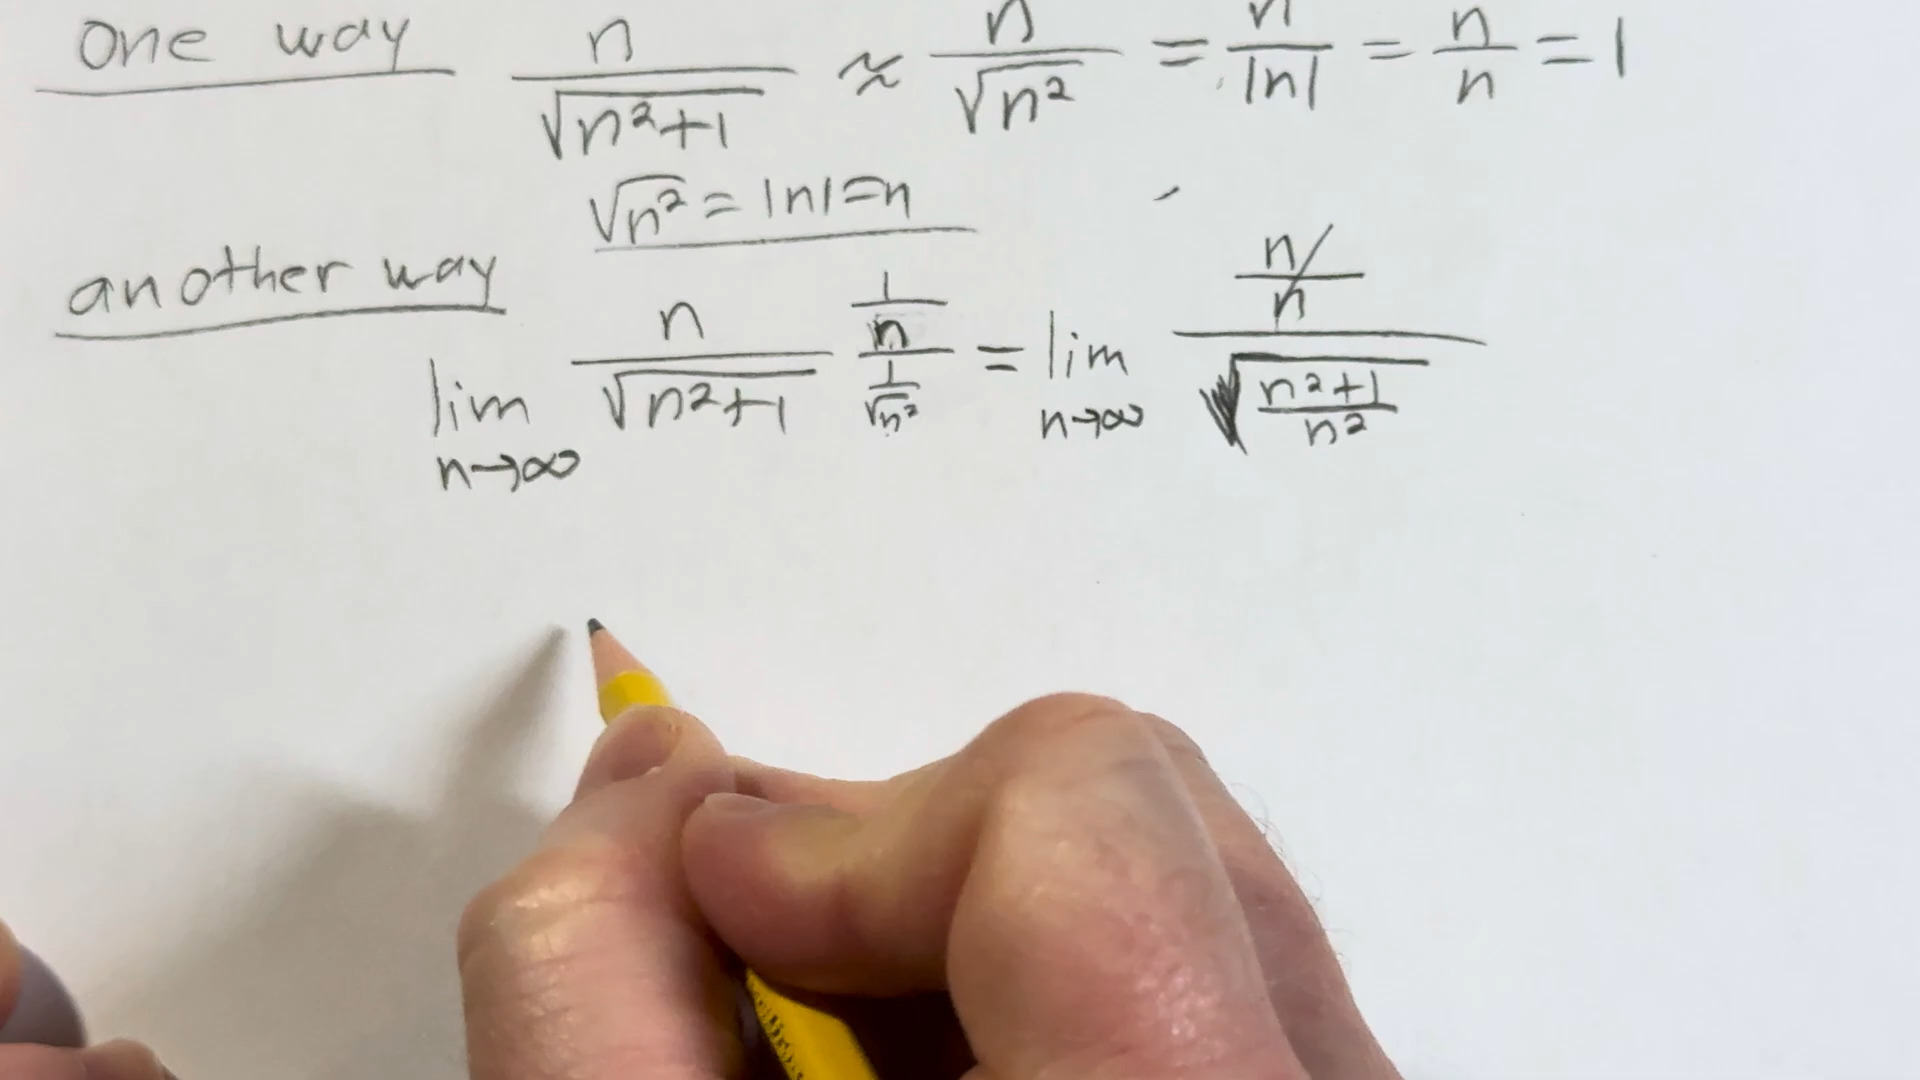 one way n/√(n²+1) ≈ n/√(n²) = n/|n| = n/n = 1
√n² = |n| = n
another way
lim n→∞ n/√(n²+1) (1/n)/(1/√n²) = lim n→∞ (n/n)/√((n²+1)/n²)